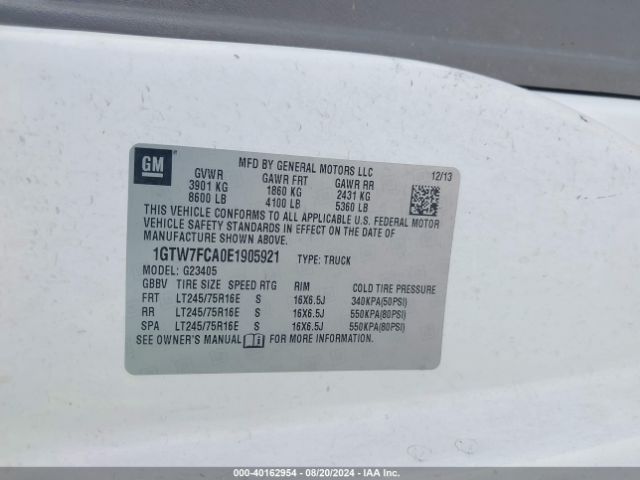 GM
MFD BY GENERAL MOTORS LLC
12/13
GVWR GAWR FRT GAWR RR
3901 KG 1860 KG 2431 KG
8600 LB 4100 LB 5360 LB
THIS VEHICLE CONFORMS TO ALL APPLICABLE U.S. FEDERAL MOTOR
VEHICLE SAFETY STANDARDS IN EFFECT ON THE DATE OF
MANUFACTURE SHOWN ABOVE.
1GTW7FCA0E1905921 TYPE: TRUCK
MODEL: G23405
GBBV TIRE SIZE SPEED RTG RIM COLD TIRE PRESSURE
FRT LT245/75R16E S 16X6.5J 340KPA(50PSI)
RR LT245/75R16E S 16X6.5J 550KPA(80PSI)
SPA LT245/75R16E S 16X6.5J 550KPA(80PSI)
SEE OWNER'S MANUAL FOR MORE INFORMATION.
000-40162954 - 08/20/2024 - IAA Inc.